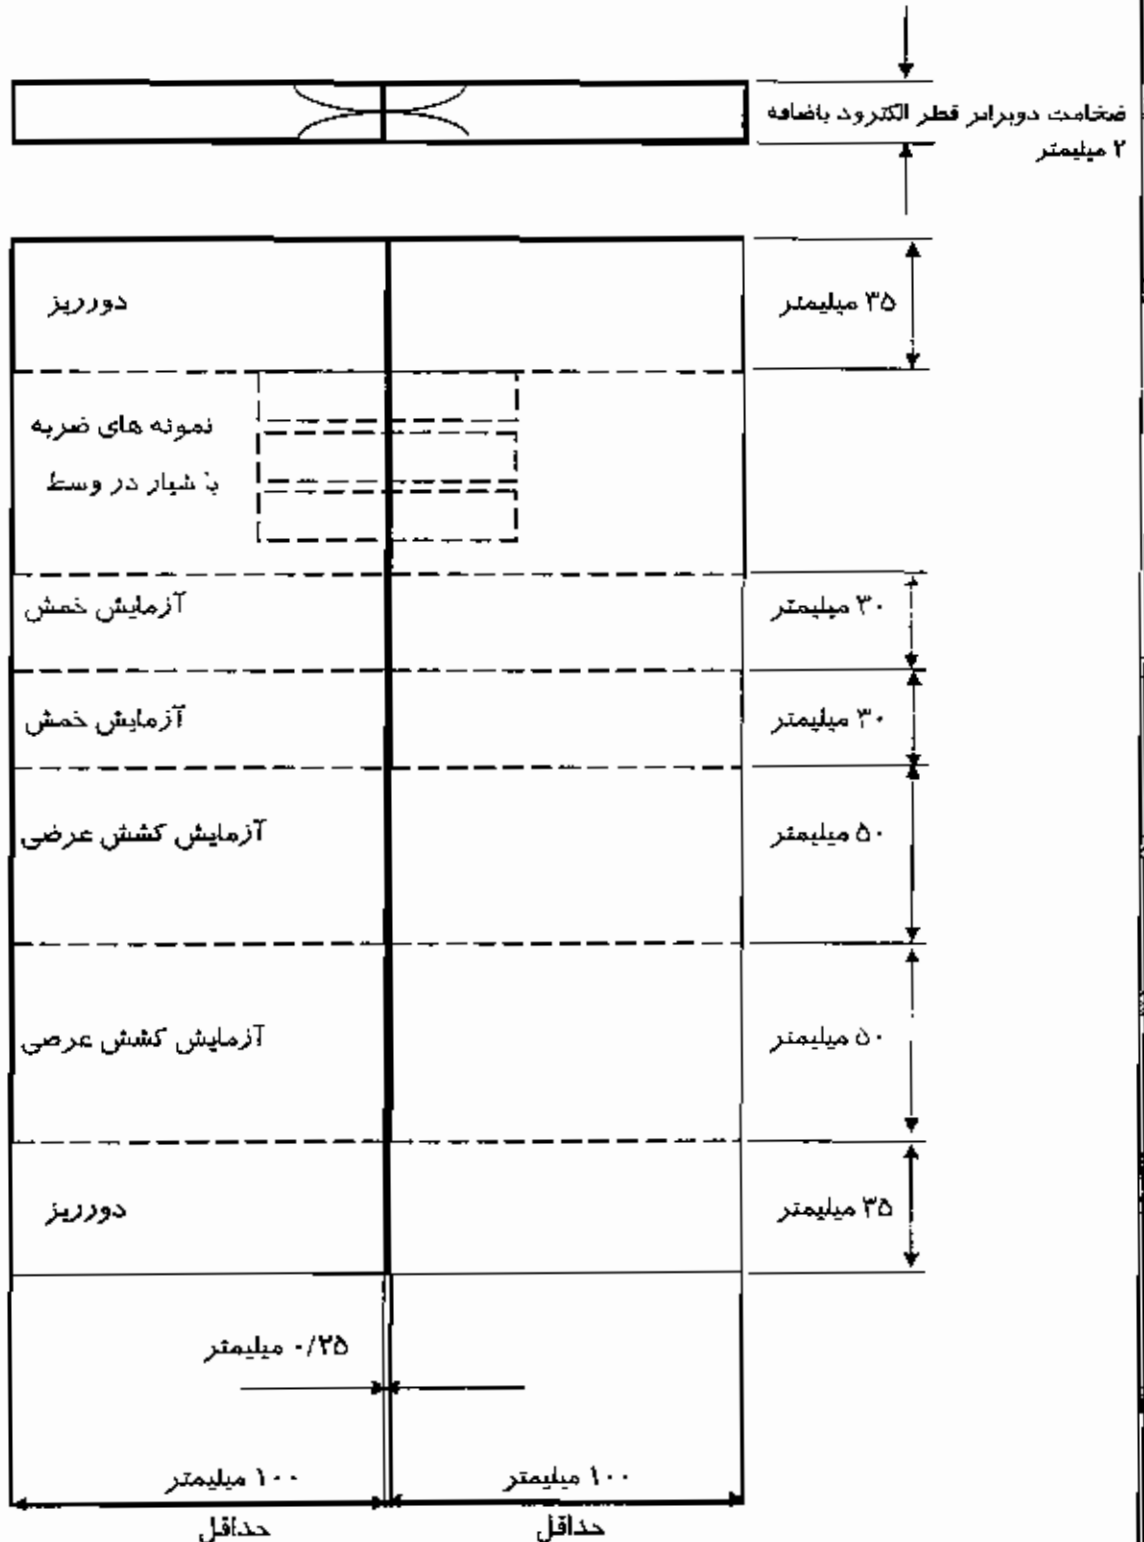 ضخامت دوبرابر قطر الکترود باضافه
۲ میلیمتر
دورریز
۳۵ میلیمتر
نمونه های ضربه
با شیار در وسط
آزمایش خمش
۳۰ میلیمتر
آزمایش خمش
۳۰ میلیمتر
آزمایش کشش عرضی
۵۰ میلیمتر
آزمایش کشش عرصی
۵۰ میلیمتر
دورریز
۳۵ میلیمتر
۰/۲۵ میلیمتر
۱۰۰ میلیمتر
۱۰۰ میلیمتر
حداقل
حداقل